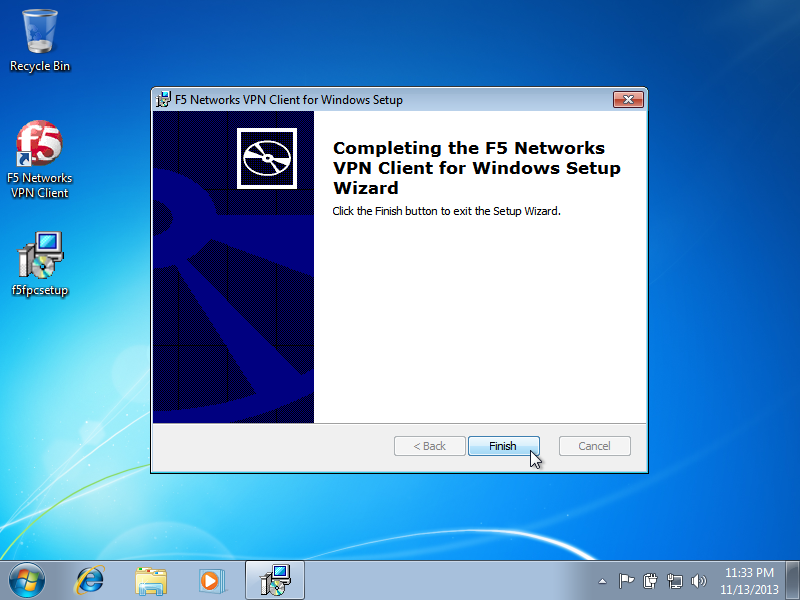 Recycle Bin
f5
F5 Networks
VPN Client
f5fpcsetup
F5 Networks VPN Client for Windows Setup
Completing the F5 Networks
VPN Client for Windows Setup
Wizard
Click the Finish button to exit the Setup Wizard.
< Back
Finish
Cancel
11:33 PM
11/13/2013